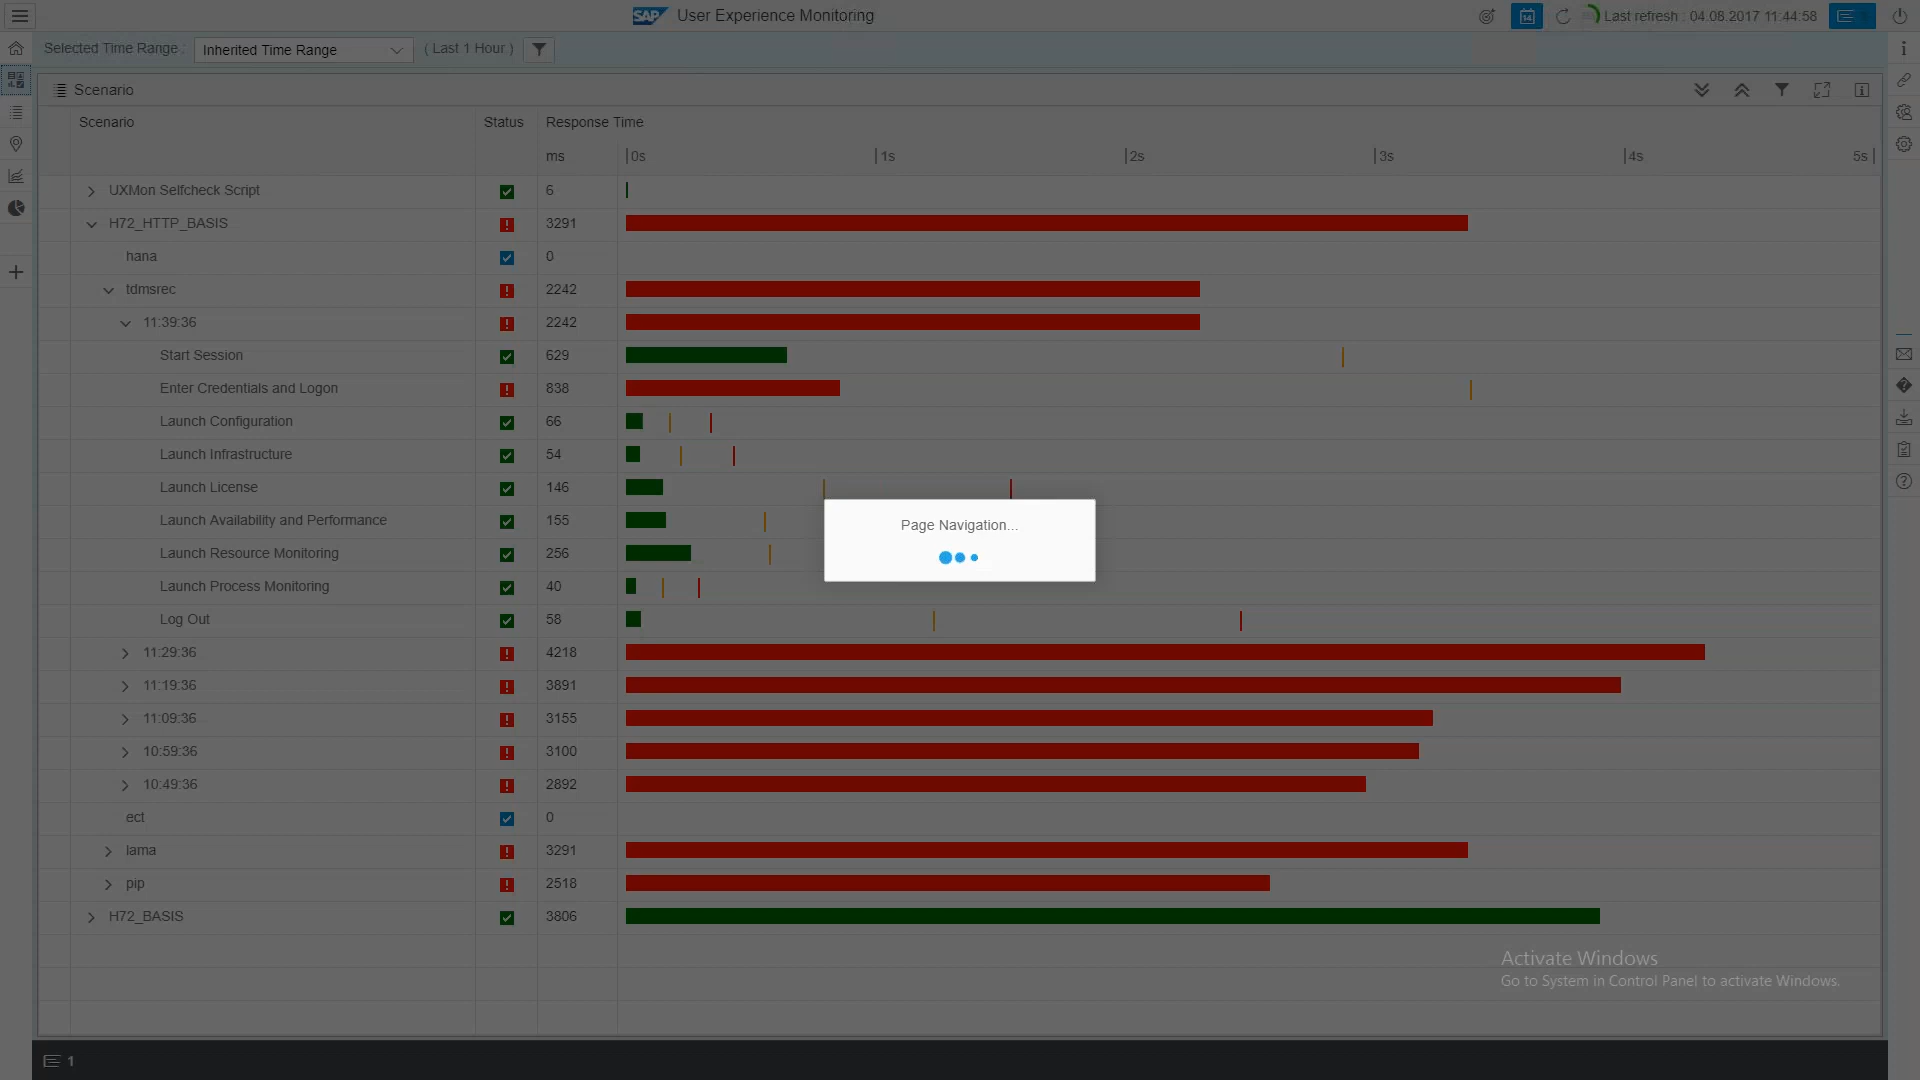 SAP User Experience Monitoring
14
Last refresh : 04.08.2017 11:44:58
Selected Time Range : Inherited Time Range ( Last 1 Hour )
Scenario
Scenario Status Response Time
ms 0s 1s 2s 3s 4s 5s
UXMon Selfcheck Script 6
H72_HTTP_BASIS 3291
hana 0
tdmsrec 2242
11:39:36 2242
Start Session 629
Enter Credentials and Logon 838
Launch Configuration 66
Launch Infrastructure 54
Launch License 146
Launch Availability and Performance 155
Launch Resource Monitoring 256
Launch Process Monitoring 40
Log Out 58
11:29:36 4218
11:19:36 3891
11:09:36 3155
10:59:36 3100
10:49:36 2892
ect 0
lama 3291
pip 2518
H72_BASIS 3806
Page Navigation...
Activate Windows
Go to System in Control Panel to activate Windows.
1